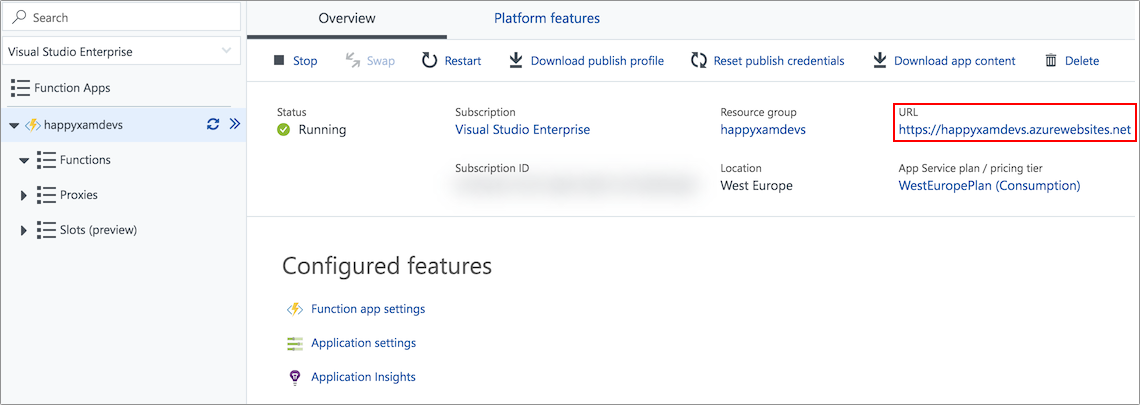 Search
Visual Studio Enterprise
Function Apps
happyxamdevs
Functions
Proxies
Slots (preview)
Overview
Platform features
Stop
Swap
Restart
Download publish profile
Reset publish credentials
Download app content
Delete
Status
Running
Subscription
Visual Studio Enterprise
Resource group
happyxamdevs
URL
https://happyxamdevs.azurewebsites.net
Subscription ID
Location
West Europe
App Service plan / pricing tier
WestEuropePlan (Consumption)
Configured features
Function app settings
Application settings
Application Insights